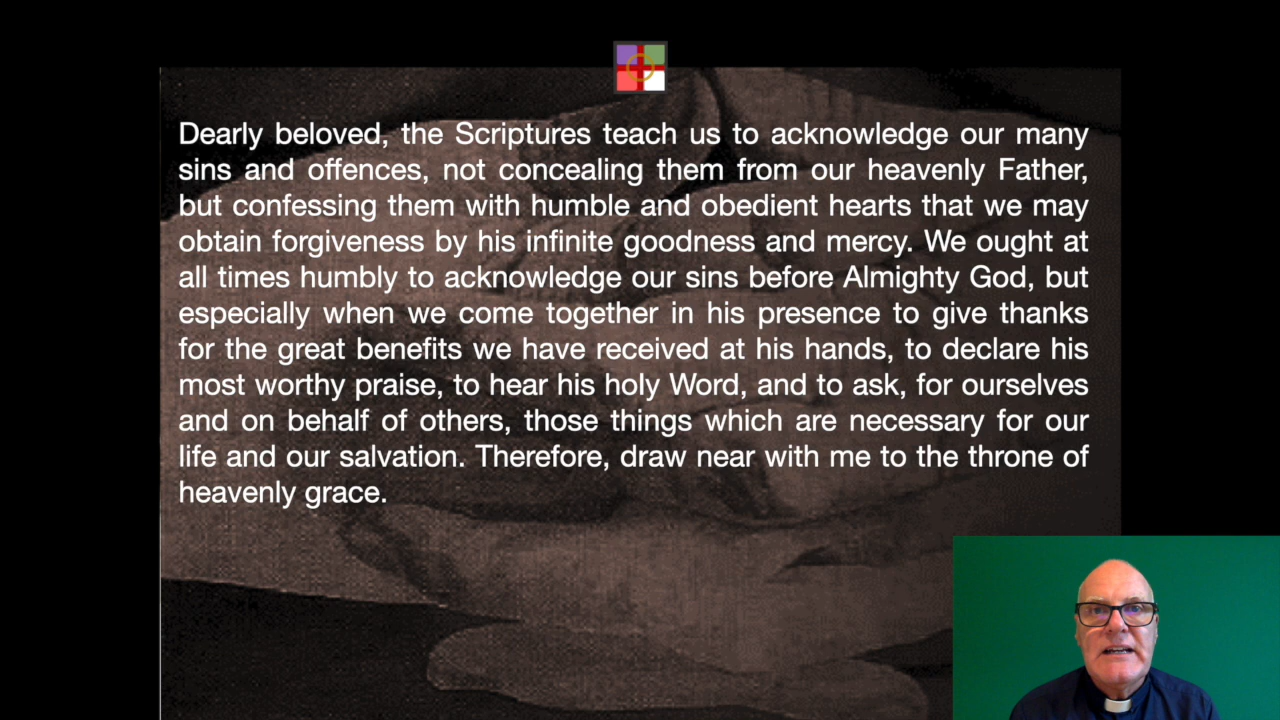 Dearly beloved, the Scriptures teach us to acknowledge our many
sins and offences, not concealing them from our heavenly Father,
but confessing them with humble and obedient hearts that we may
obtain forgiveness by his infinite goodness and mercy. We ought at
all times humbly to acknowledge our sins before Almighty God, but
especially when we come together in his presence to give thanks
for the great benefits we have received at his hands, to declare his
most worthy praise, to hear his holy Word, and to ask, for ourselves
and on behalf of others, those things which are necessary for our
life and our salvation. Therefore, draw near with me to the throne of
heavenly grace.